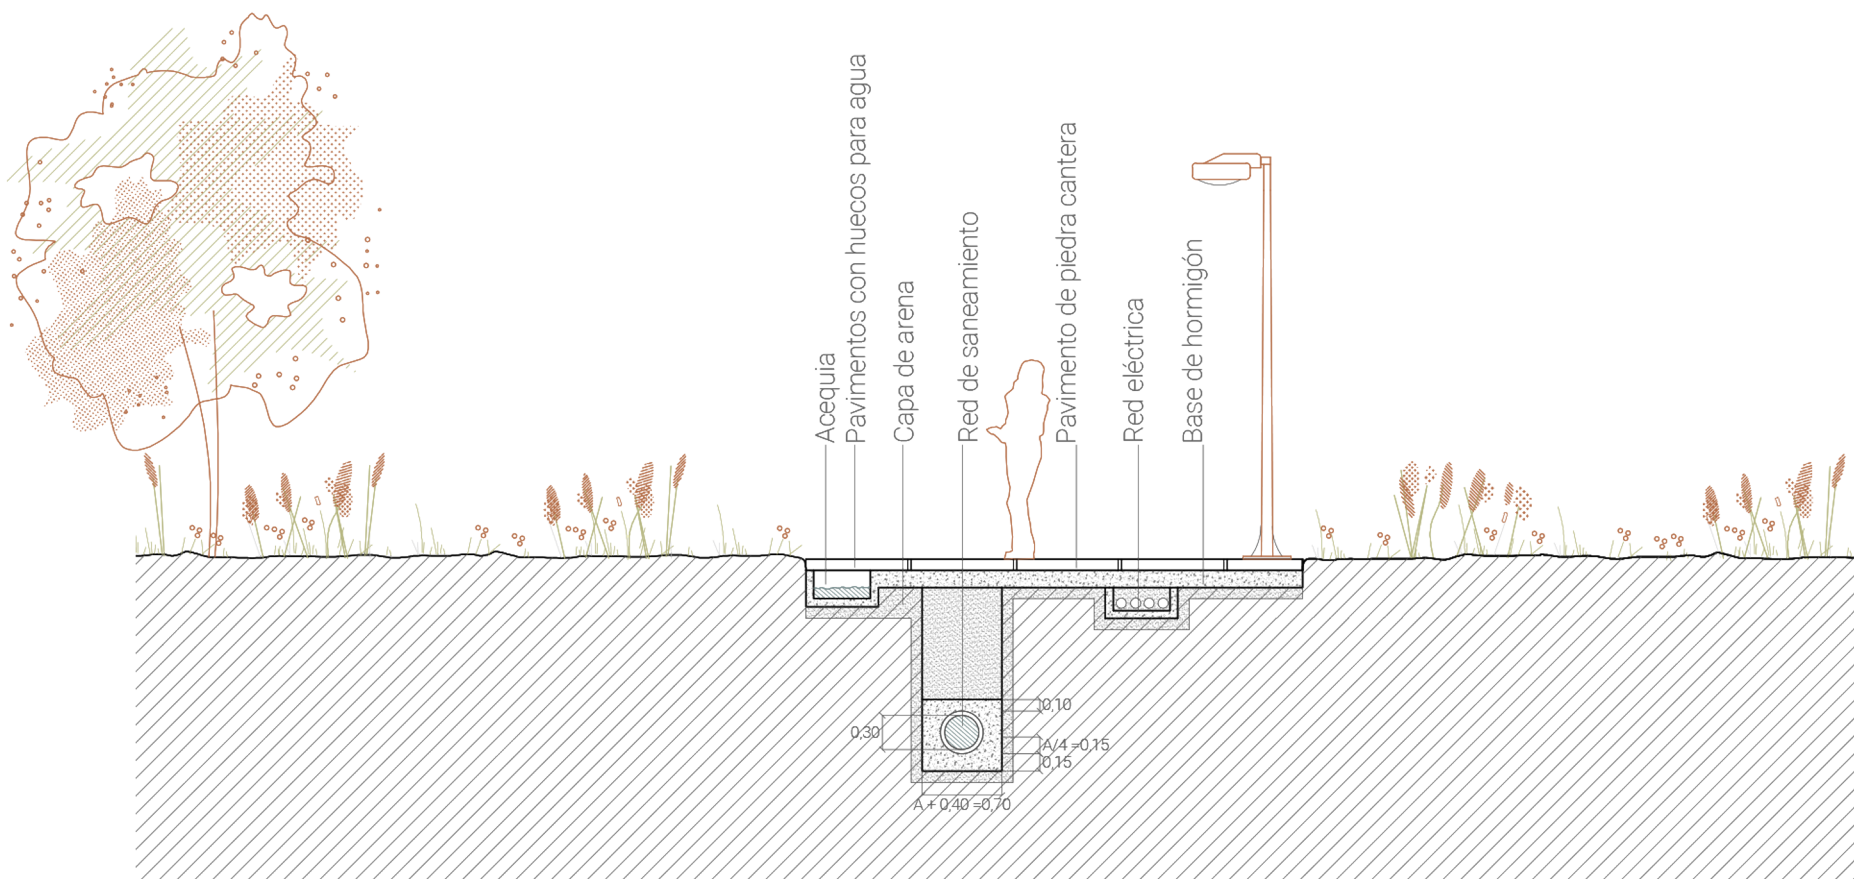 Acequia
Pavimentos con huecos para agua
Capa de arena
Red de saneamiento
Pavimento de piedra cantera
Red eléctrica
Base de hormigón
0,10
0,30
A/4 =0,15
0,15
A + 0,40 =0,70